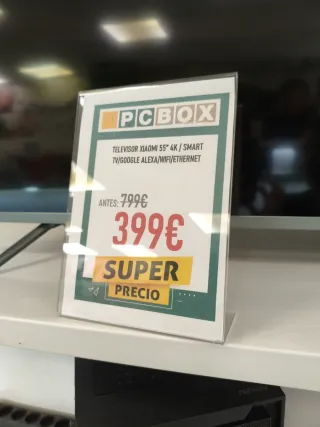 PCBOX
TELEVISOR XIAOMI 55" 4K / SMART
TV/GOOGLE ALEXA/WIFI/ETHERNET
ANTES: 799€
399€
SUPER
PRECIO